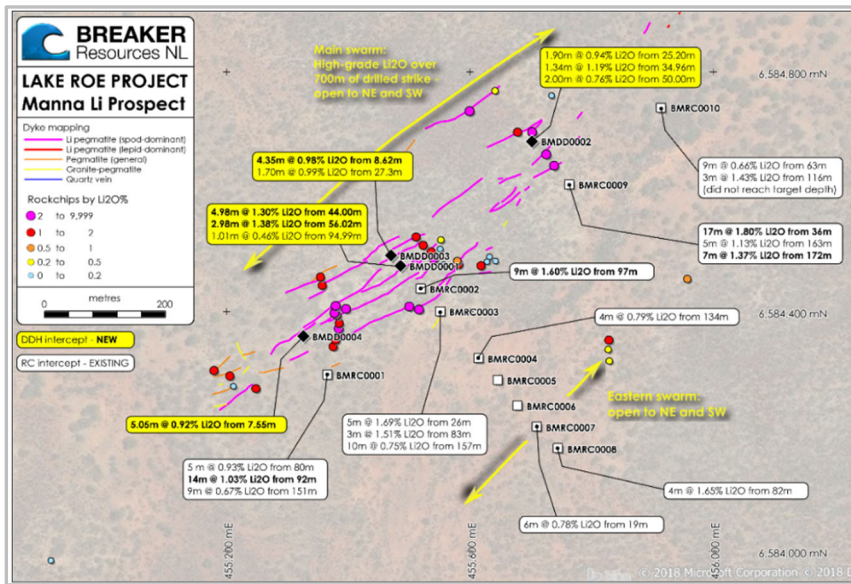 BREAKER
Resources NL
LAKE ROE PROJECT
Manna Li Prospect
Dyke mapping
Li pegmatite (spod-dominant)
Li pegmatite (lepid-dominant)
Pegmatite (general)
Granite-pegmatite
Quartz vein
Rockchips by Li2O%
2 to 9,999
1 to 2
0.5 to 1
0.2 to 0.5
0 to 0.2
metres
0 200
DDH intercept - NEW
RC intercept - EXISTING
Main swarm:
High-grade Li2O over
700m of drilled strike -
open to NE and SW
1.90m @ 0.94% Li2O from 25.20m
1.34m @ 1.19% Li2O from 34.96m
2.00m @ 0.76% Li2O from 50.00m
6,584,800 mN
BMRC0010
BMDD0002
4.35m @ 0.98% Li2O from 8.62m
1.70m @ 0.99% Li2O from 27.3m
9m @ 0.66% Li2O from 63m
3m @ 1.43% Li2O from 116m
(did not reach target depth)
BMRC0009
4.98m @ 1.30% Li2O from 44.00m
2.98m @ 1.38% Li2O from 56.02m
1.01m @ 0.46% Li2O from 94.99m
17m @ 1.80% Li2O from 36m
5m @ 1.13% Li2O from 163m
7m @ 1.37% Li2O from 172m
BMDD0003
BMDD0001
9m @ 1.60% Li2O from 97m
BMRC0002
BMRC0003
6,584,400 mN
4m @ 0.79% Li2O from 134m
BMDD0004
BMRC0004
BMRC0001
BMRC0005
Eastern swarm:
open to NE and SW
BMRC0006
5.05m @ 0.92% Li2O from 7.55m
5m @ 1.69% Li2O from 26m
3m @ 1.51% Li2O from 83m
10m @ 0.75% Li2O from 157m
BMRC0007
BMRC0008
5 m @ 0.93% Li2O from 80m
14m @ 1.03% Li2O from 92m
9m @ 0.67% Li2O from 151m
4m @ 1.65% Li2O from 82m
6m @ 0.78% Li2O from 19m
455,200 mE
455,600 mE
456,000 mE
6,584,000 mN
© 2018 Microsoft Corporation © 2018